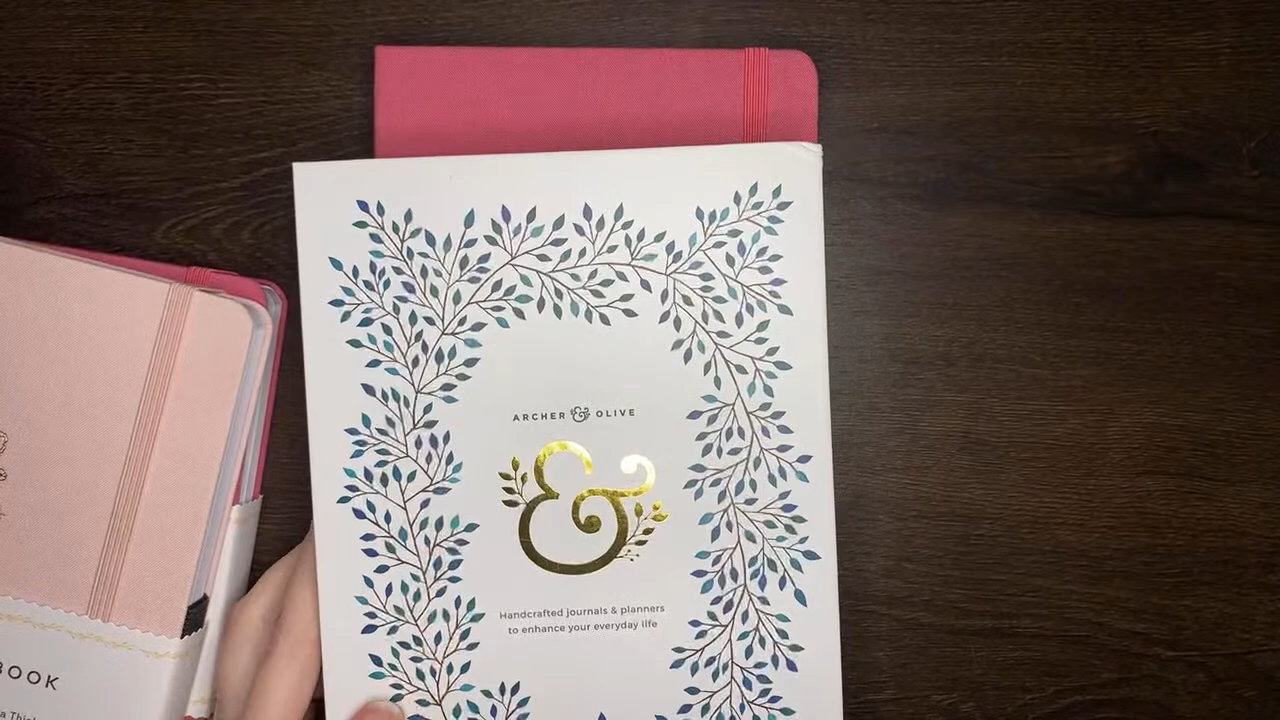 ARCHER & OLIVE
&
Handcrafted journals & planners
to enhance your everyday life
BOOK